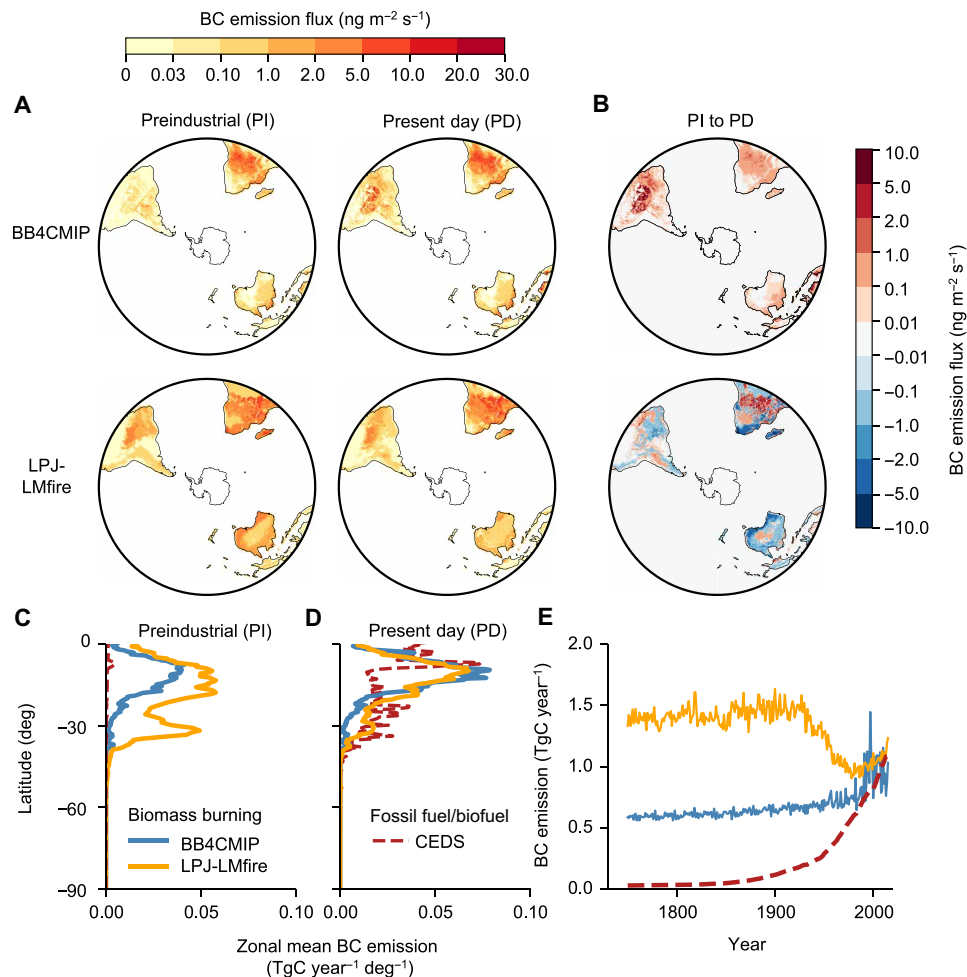 BC emission flux (ng m⁻² s⁻¹)
0 0.03 0.10 1.0 2.0 5.0 10.0 20.0 30.0
A
Preindustrial (PI)
Present day (PD)
B
PI to PD
BB4CMIP
LPJ-
LMfire
10.0
5.0
2.0
1.0
0.1
0.01
−0.01
−0.1
−1.0
−2.0
−5.0
−10.0
BC emission flux (ng m⁻² s⁻¹)
C
Preindustrial (PI)
0
−30
−60
−90
Latitude (deg)
Biomass burning
BB4CMIP
LPJ-LMfire
0.00 0.05 0.10
D
Present day (PD)
Fossil fuel/biofuel
CEDS
0.00 0.05 0.10
Zonal mean BC emission
(TgC year⁻¹ deg⁻¹)
E
2.0
1.5
1.0
0.5
0.0
BC emission (TgC year⁻¹)
1800 1900 2000
Year